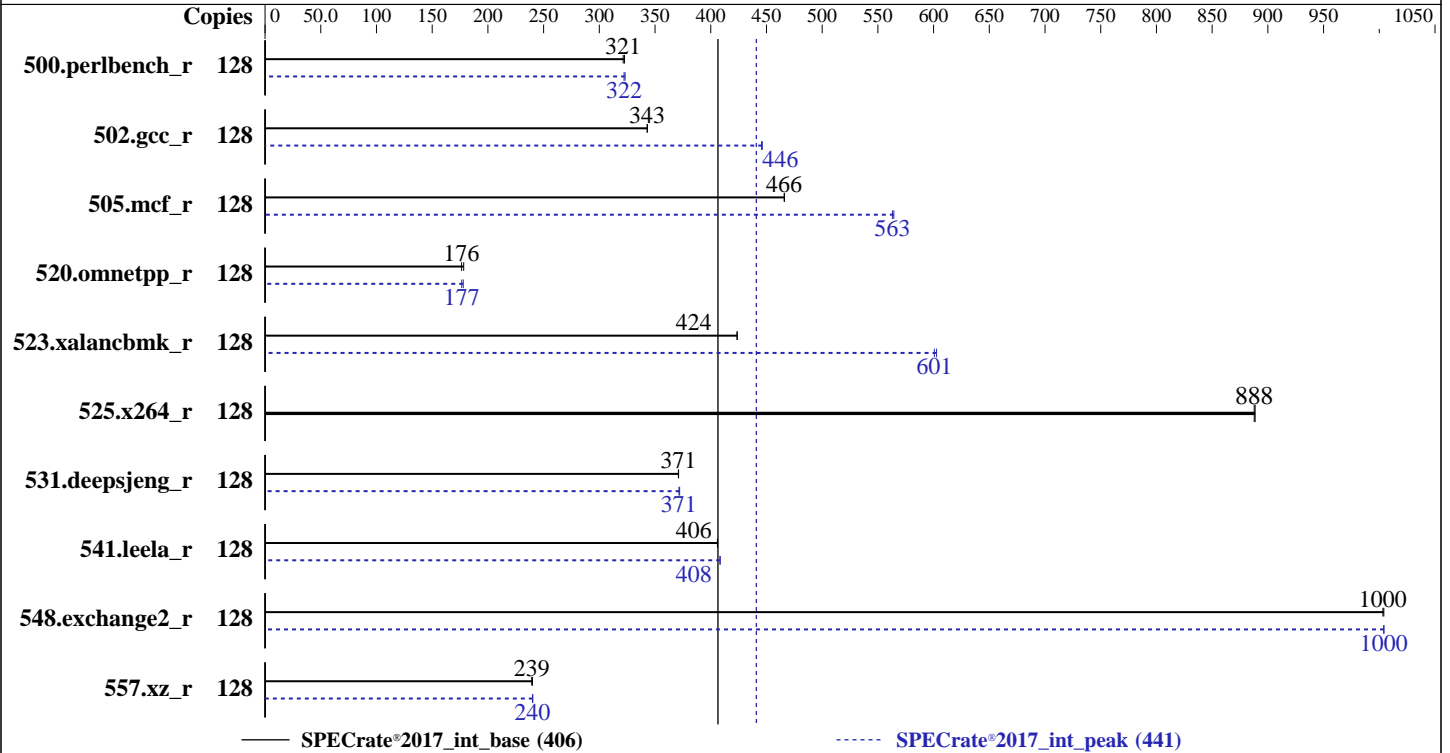 Copies 0 50.0 100 150 200 250 300 350 400 450 500 550 600 650 700 750 800 850 900 950 1050
500.perlbench_r 128 321
322
502.gcc_r 128 343
446
505.mcf_r 128 466
563
520.omnetpp_r 128 176
177
523.xalancbmk_r 128 424
601
525.x264_r 128 888
531.deepsjeng_r 128 371
371
541.leela_r 128 406
408
548.exchange2_r 128 1000
1000
557.xz_r 128 239
240
SPECrate®2017_int_base (406) SPECrate®2017_int_peak (441)